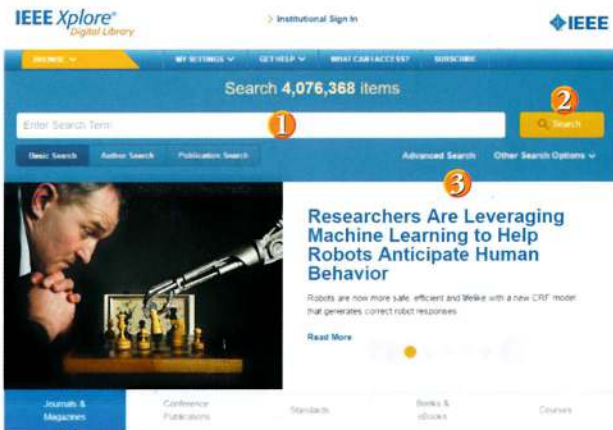 IEEE Xplore®
Digital Library
> Institutional Sign In
IEEE
BROWSE
MY SETTINGS
GET HELP
WHAT CAN I ACCESS?
SUBSCRIBE
Search 4,076,368 items
Enter Search Term
1
2
Search
Basic Search
Author Search
Publication Search
Advanced Search
Other Search Options
3
Researchers Are Leveraging
Machine Learning to Help
Robots Anticipate Human
Behavior
Robots are now more safe, efficient and lifelike with a new CRF model
that generates correct robot responses
Read More
Journals &
Magazines
Conference
Publications
Standards
Books &
eBooks
Courses